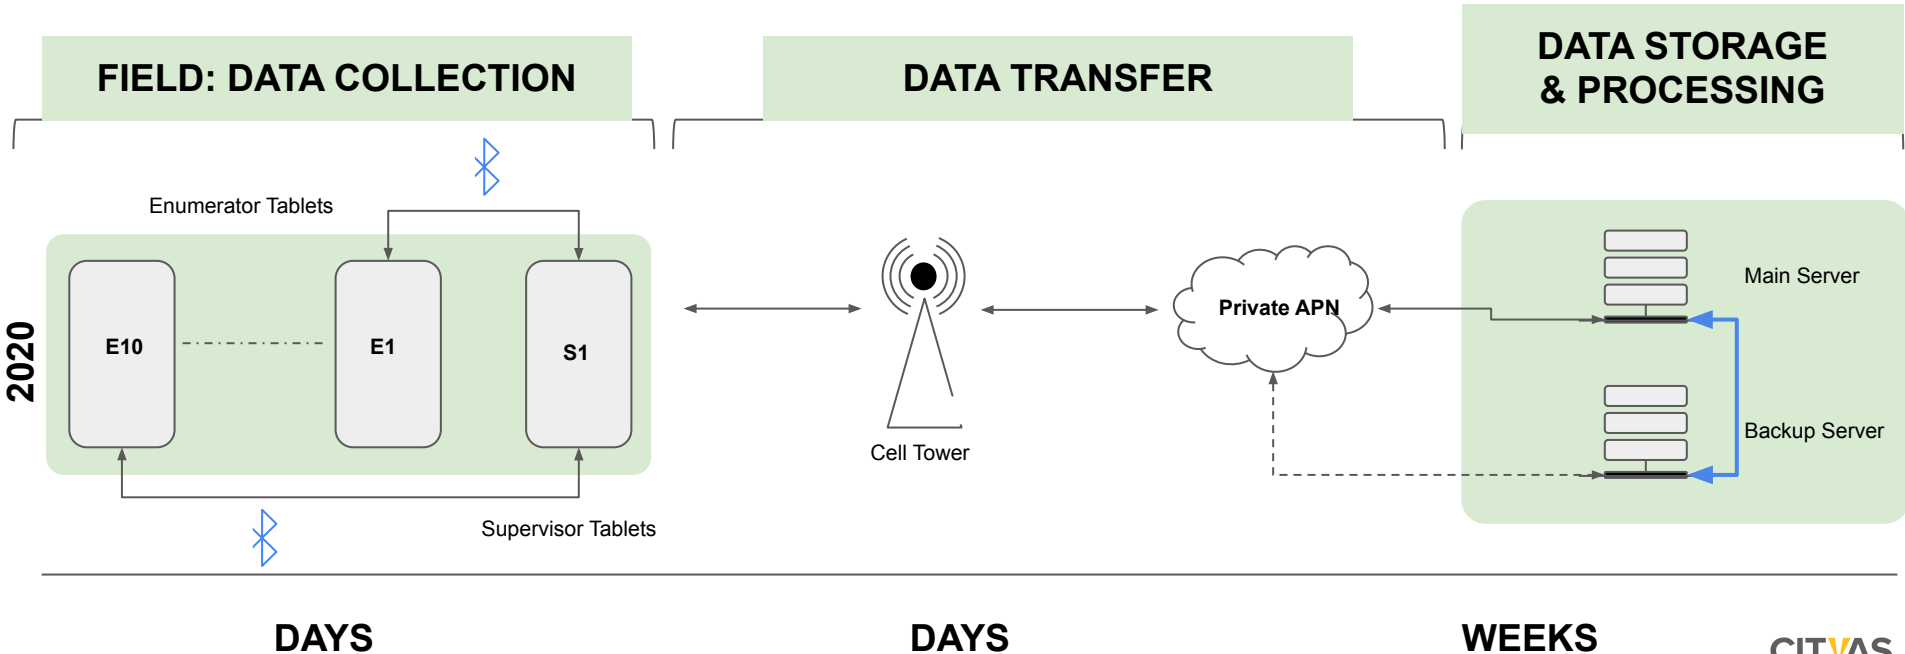 FIELD: DATA COLLECTION
DATA TRANSFER
DATA STORAGE
& PROCESSING
Enumerator Tablets
2020
E10
E1
S1
Supervisor Tablets
Cell Tower
Private APN
Main Server
Backup Server
DAYS
DAYS
WEEKS
CITVAS